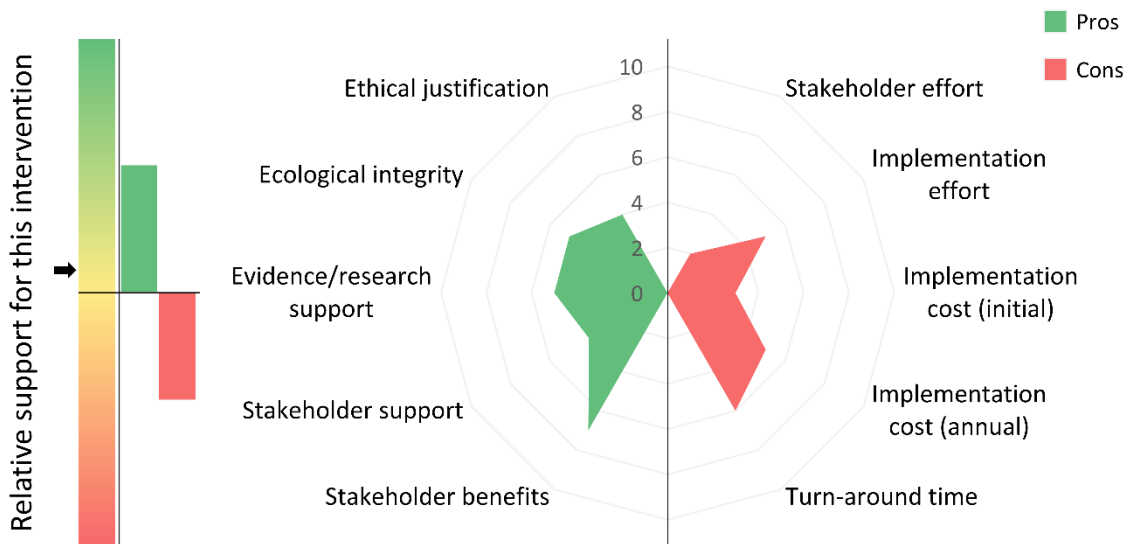 Relative support for this intervention
Pros
Cons
10
8
6
4
2
0
Ethical justification
Ecological integrity
Evidence/research
support
Stakeholder support
Stakeholder benefits
Stakeholder effort
Implementation
effort
Implementation
cost (initial)
Implementation
cost (annual)
Turn-around time